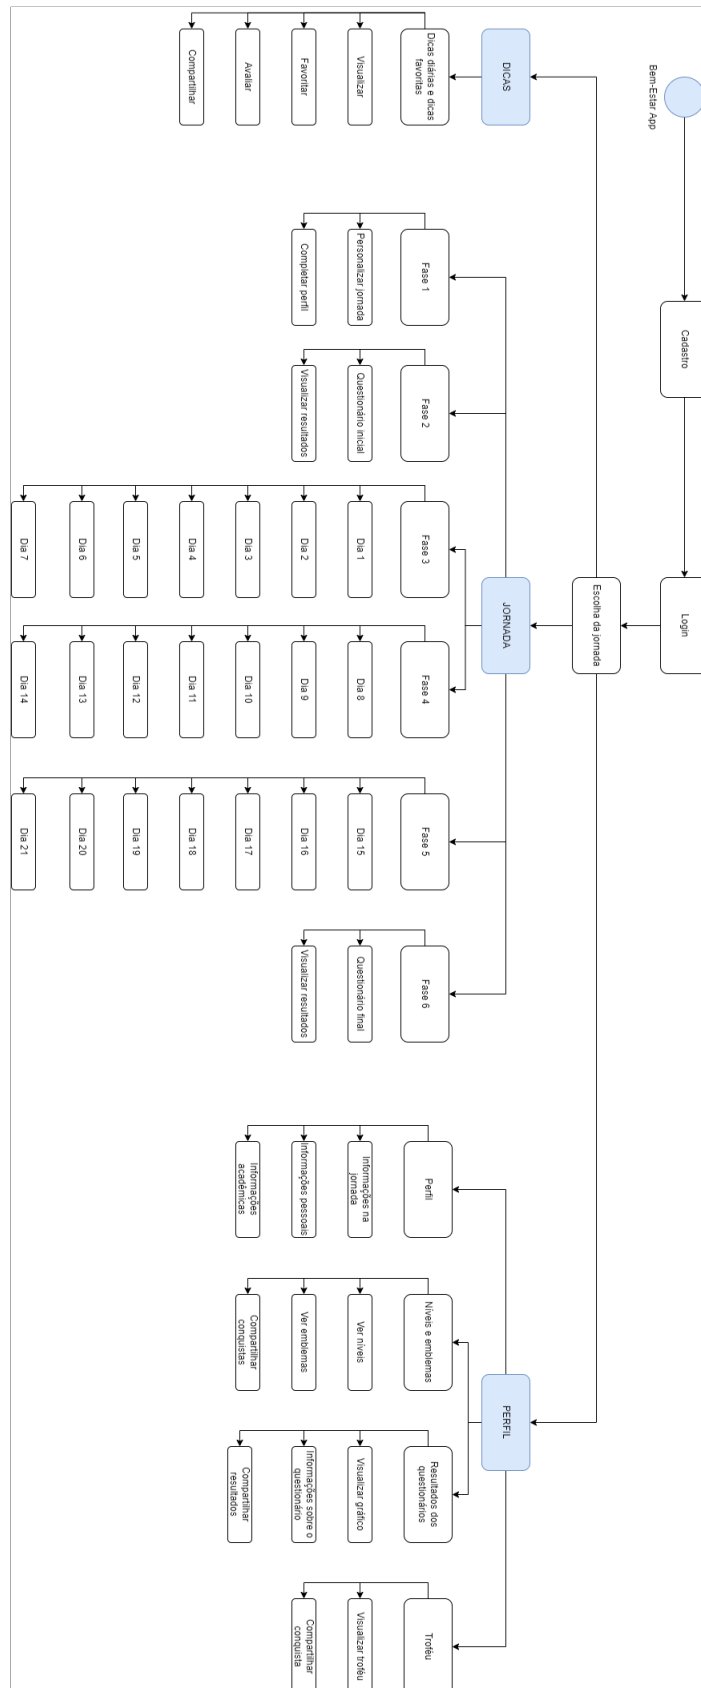 Bem-Estar App
Cadastro
Login
Escolha da jornada
DICAS
Dicas diárias e dicas
favoritas
Visualizar
Favoritar
Avaliar
Compartilhar
JORNADA
Fase 1
Personalizar jornada
Completar perfil
Fase 2
Questionário inicial
Visualizar resultados
Fase 3
Dia 1
Dia 2
Dia 3
Dia 4
Dia 5
Dia 6
Dia 7
Fase 4
Dia 8
Dia 9
Dia 10
Dia 11
Dia 12
Dia 13
Dia 14
Fase 5
Dia 15
Dia 16
Dia 17
Dia 18
Dia 19
Dia 20
Dia 21
Fase 6
Questionário final
Visualizar resultados
PERFIL
Perfil
Informações na
jornada
Informações pessoais
Informações
acadêmicas
Níveis e emblemas
Ver níveis
Ver emblemas
Compartilhar
conquistas
Resultados dos
questionários
Visualizar gráfico
Informações sobre o
questionário
Compartilhar
resultados
Troféu
Visualizar troféu
Compartilhar
conquista